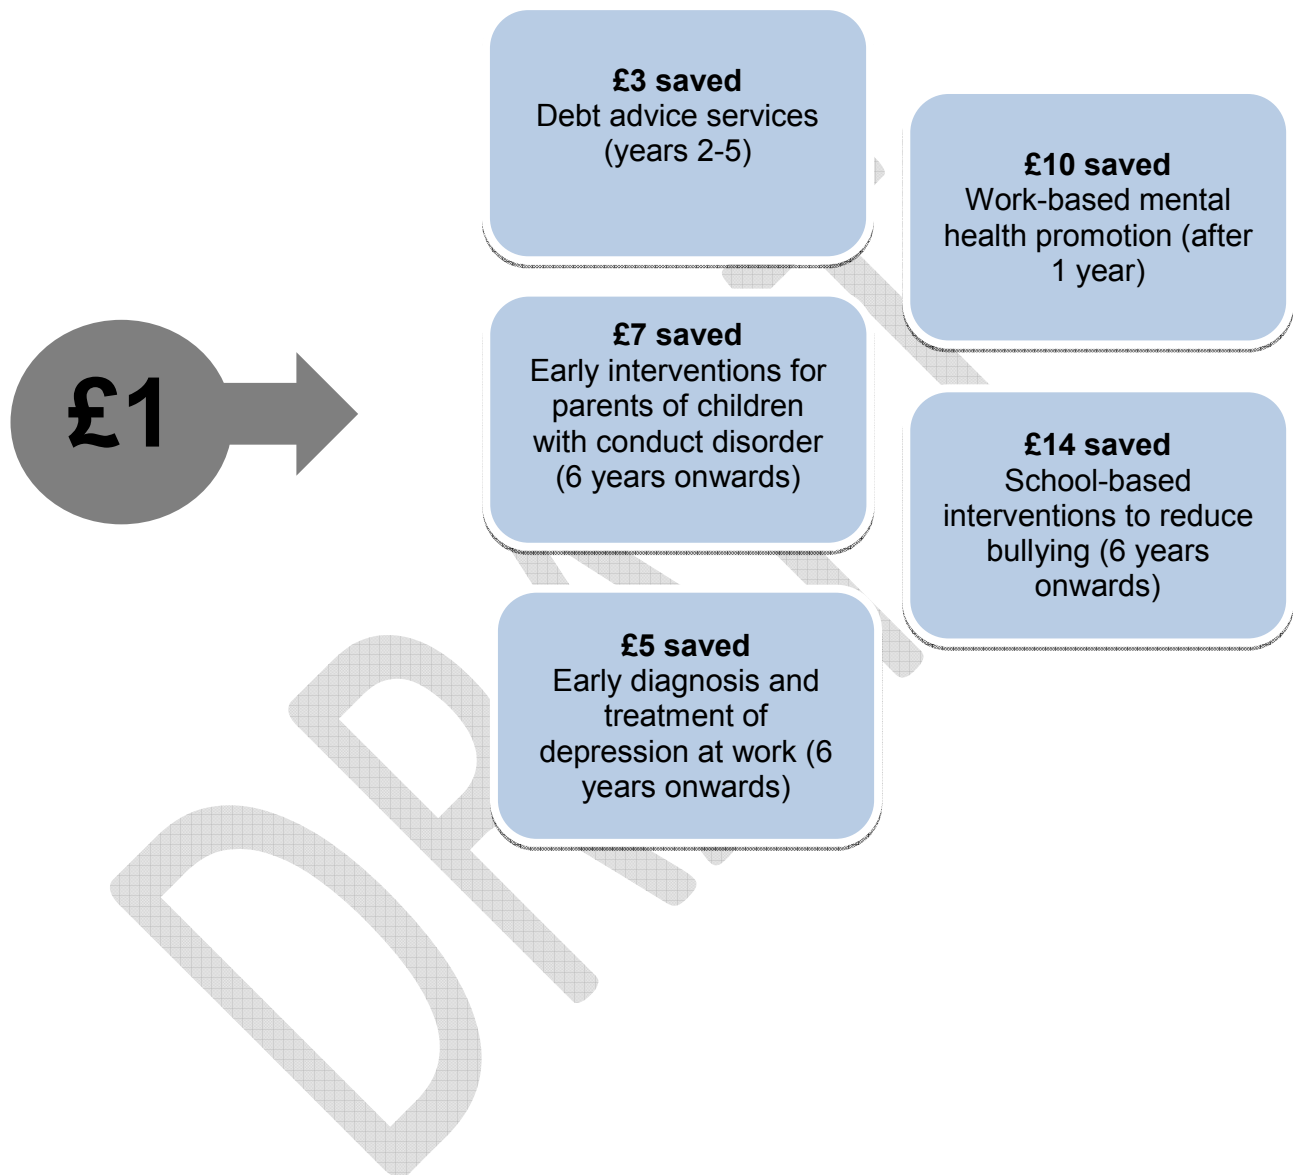 £1
£3 saved
Debt advice services
(years 2-5)
£10 saved
Work-based mental
health promotion (after
1 year)
£7 saved
Early interventions for
parents of children
with conduct disorder
(6 years onwards)
£14 saved
School-based
interventions to reduce
bullying (6 years
onwards)
£5 saved
Early diagnosis and
treatment of
depression at work (6
years onwards)
DRAFT